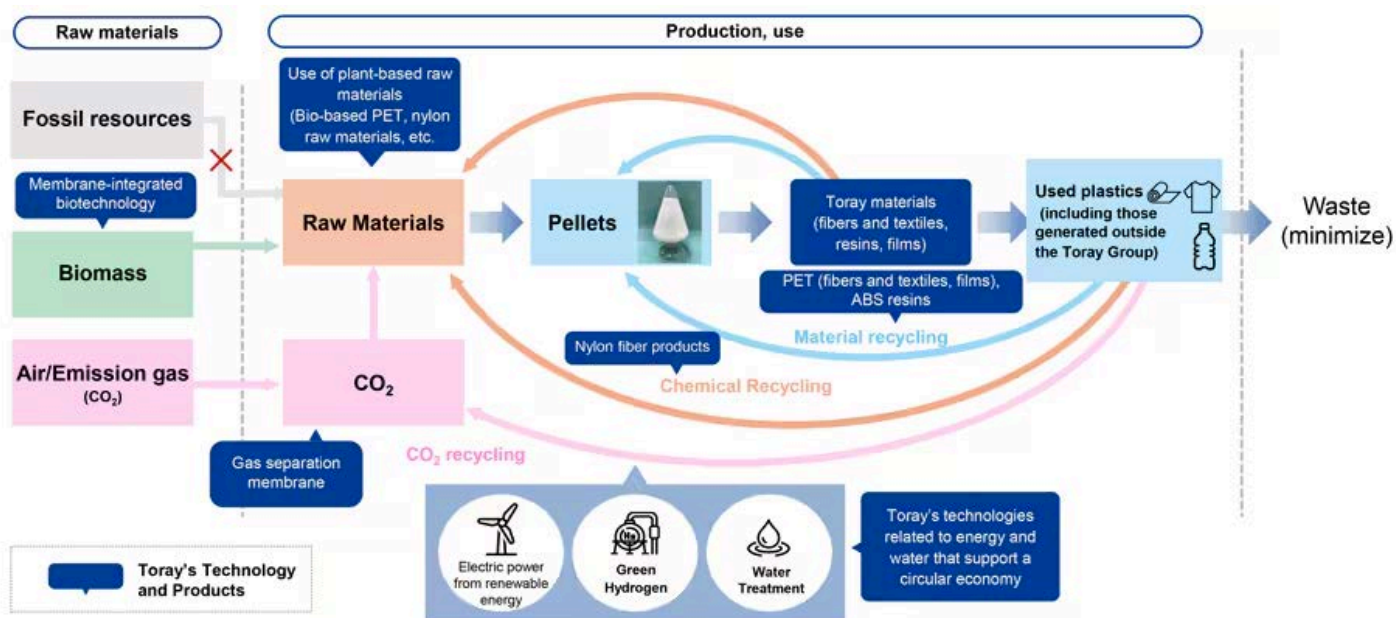 Raw materials
Production, use
Fossil resources
Use of plant-based raw
materials
(Bio-based PET, nylon
raw materials, etc.
Membrane-integrated
biotechnology
Biomass
Raw Materials
Pellets
Toray materials
(fibers and textiles,
resins, films)
Used plastics
(including those
generated outside
the Toray Group)
Waste
(minimize)
PET (fibers and textiles, films),
ABS resins
Material recycling
Nylon fiber products
Chemical Recycling
Air/Emission gas
(CO₂)
CO₂
CO₂ recycling
Gas separation
membrane
Electric power
from renewable
energy
H₂
Green
Hydrogen
Water
Treatment
Toray's technologies
related to energy and
water that support a
circular economy
Toray's Technology
and Products